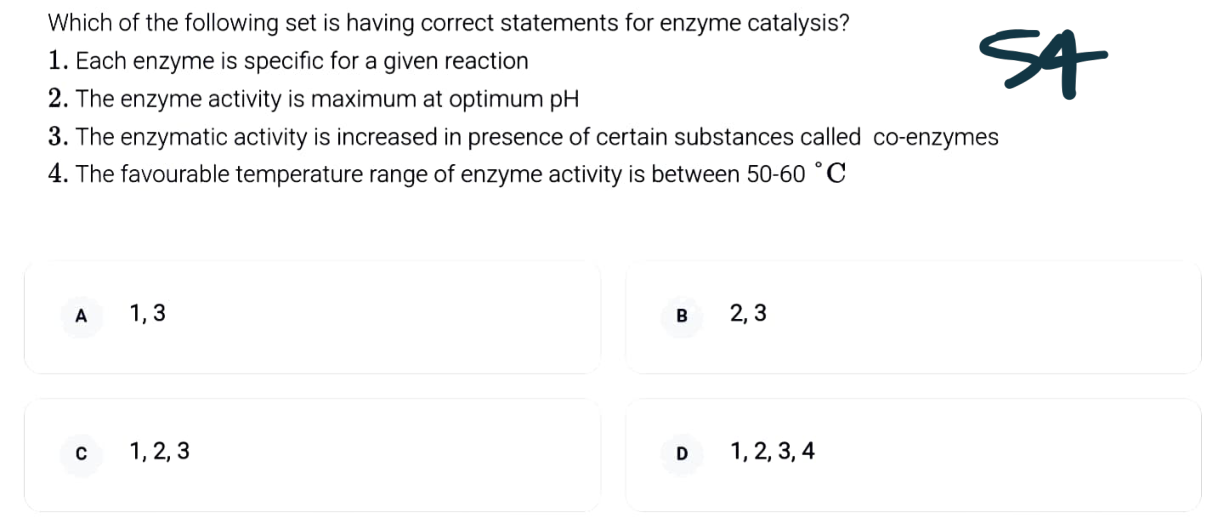 Which of the following set is having correct statements for enzyme catalysis?
1. Each enzyme is specific for a given reaction
2. The enzyme activity is maximum at optimum pH
3. The enzymatic activity is increased in presence of certain substances called co-enzymes
4. The favourable temperature range of enzyme activity is between 50-60 °C
SA
A 1, 3
B 2, 3
C 1, 2, 3
D 1, 2, 3, 4